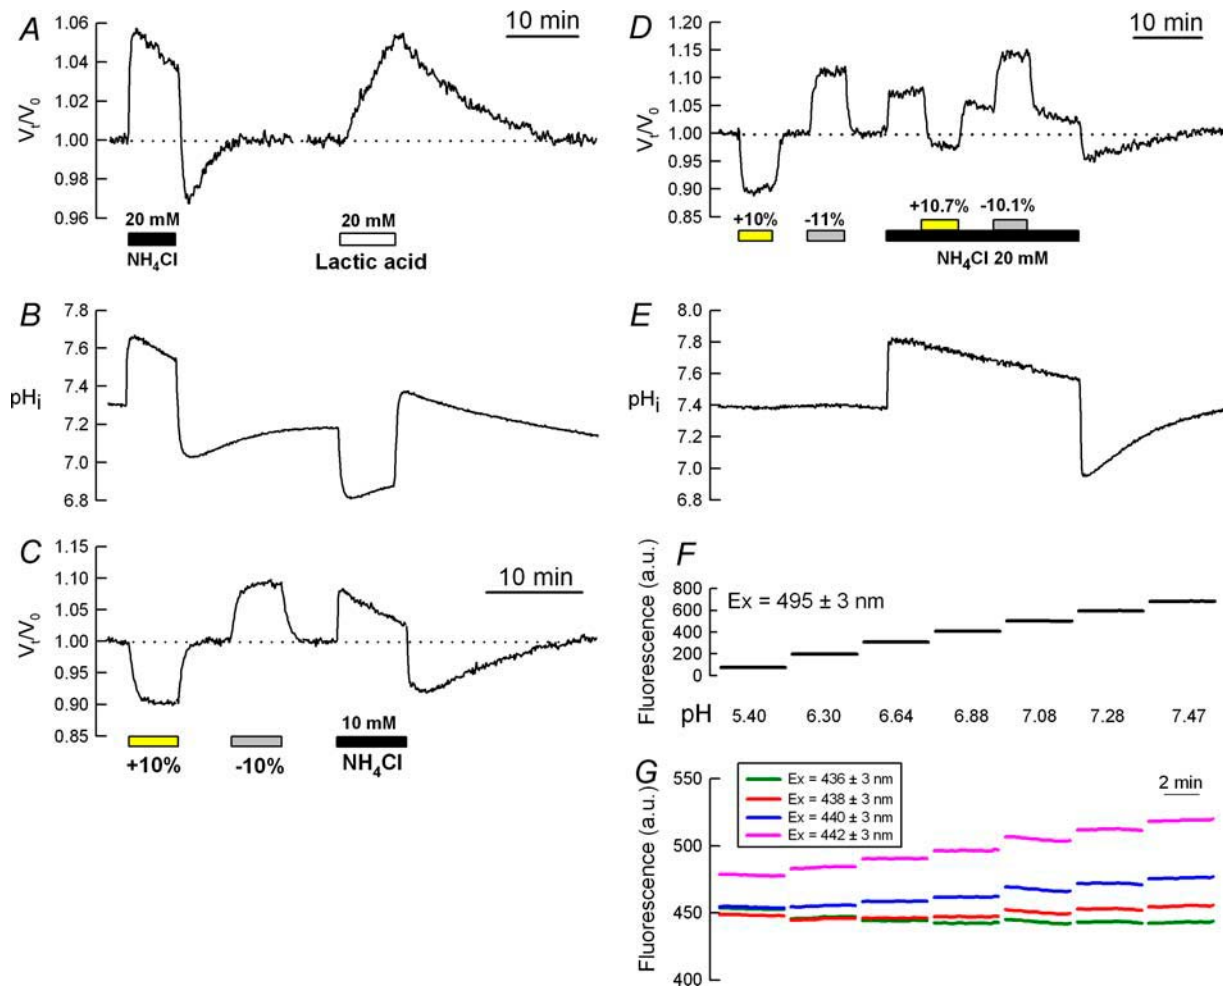 A
1.06
1.04
1.02
1.00
0.98
0.96
Vt/V0
10 min
20 mM
NH4Cl
20 mM
Lactic acid
B
7.8
7.6
7.4
7.2
7.0
6.8
pHi
C
1.15
1.10
1.05
1.00
0.95
0.90
0.85
Vt/V0
10 min
+10%
-10%
10 mM
NH4Cl
D
1.20
1.15
1.10
1.05
1.00
0.95
0.90
0.85
Vt/V0
10 min
+10%
-11%
+10.7%
-10.1%
NH4Cl 20 mM
E
8.0
7.8
7.6
7.4
7.2
7.0
6.8
pHi
F
Fluorescence (a.u.)
800
600
400
200
0
Ex = 495 ± 3 nm
pH 5.40 6.30 6.64 6.88 7.08 7.28 7.47
G
Fluorescence (a.u.)
550
500
450
400
Ex = 436 ± 3 nm
Ex = 438 ± 3 nm
Ex = 440 ± 3 nm
Ex = 442 ± 3 nm
2 min